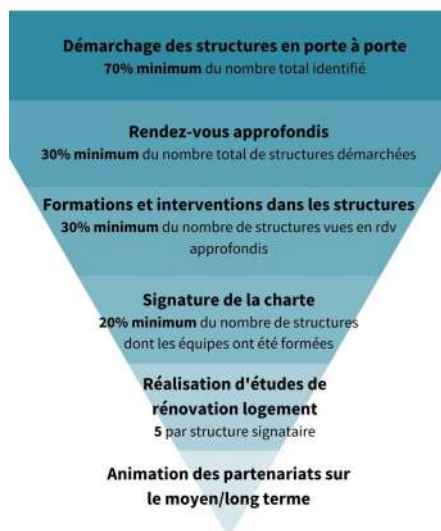 Démarchage des structures en porte à porte
70% minimum du nombre total identifié
Rendez-vous approfondis
30% minimum du nombre total de structures démarchées
Formations et interventions dans les structures
30% minimum du nombre de structures vues en rdv
approfondis
Signature de la charte
20% minimum du nombre de structures
dont les équipes ont été formées
Réalisation d'études de
rénovation logement
5 par structure signataire
Animation des partenariats sur
le moyen/long terme